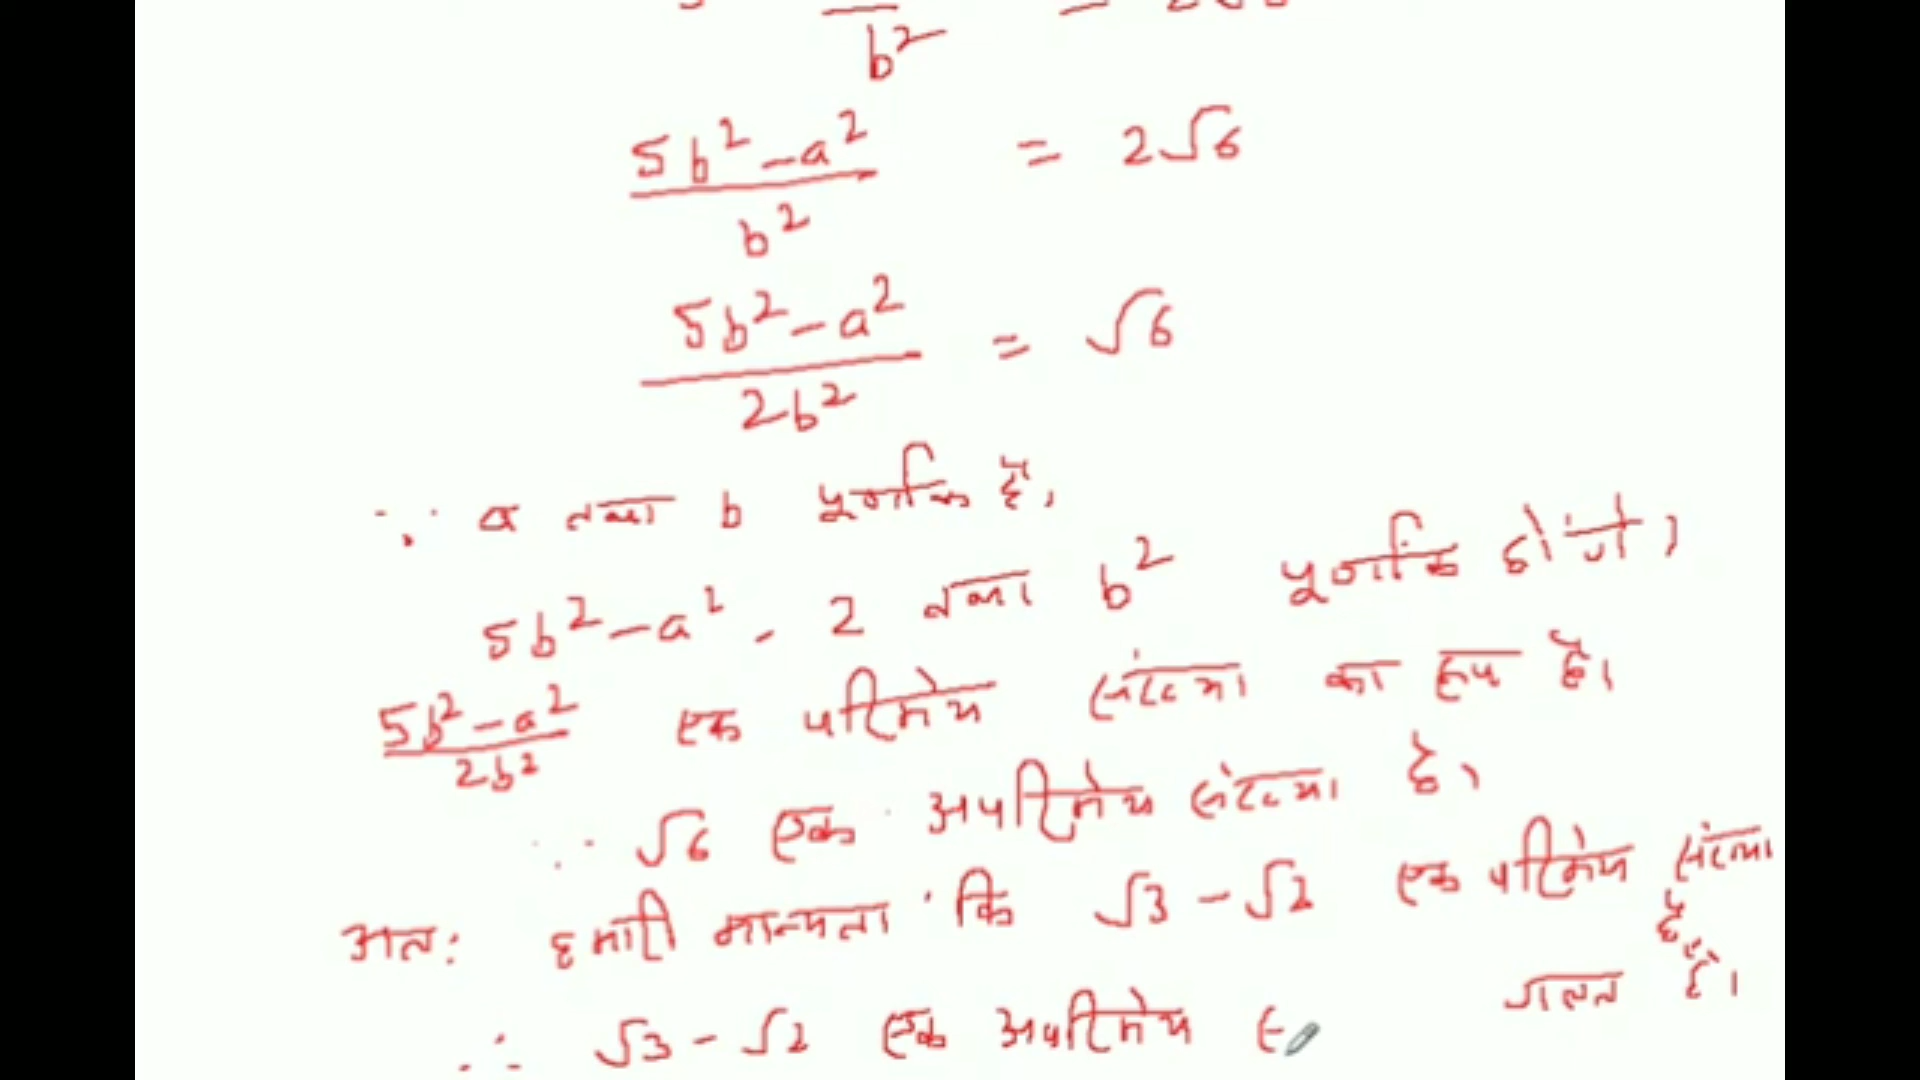 b²
5b² - a² / b² = 2√6
5b² - a² / 2b² = √6
∵ a तथा b पूर्णांक हैं,
5b² - a², 2 तथा b² पूर्णांक होंगे,
5b² - a² / 2b² एक परिमेय संख्या का रूप है।
∵ √6 एक अपरिमेय संख्या है,
अतः हमारी मान्यता कि √3 - √2 एक परिमेय संख्या है
गलत है।
∴ √3 - √2 एक अपरिमेय